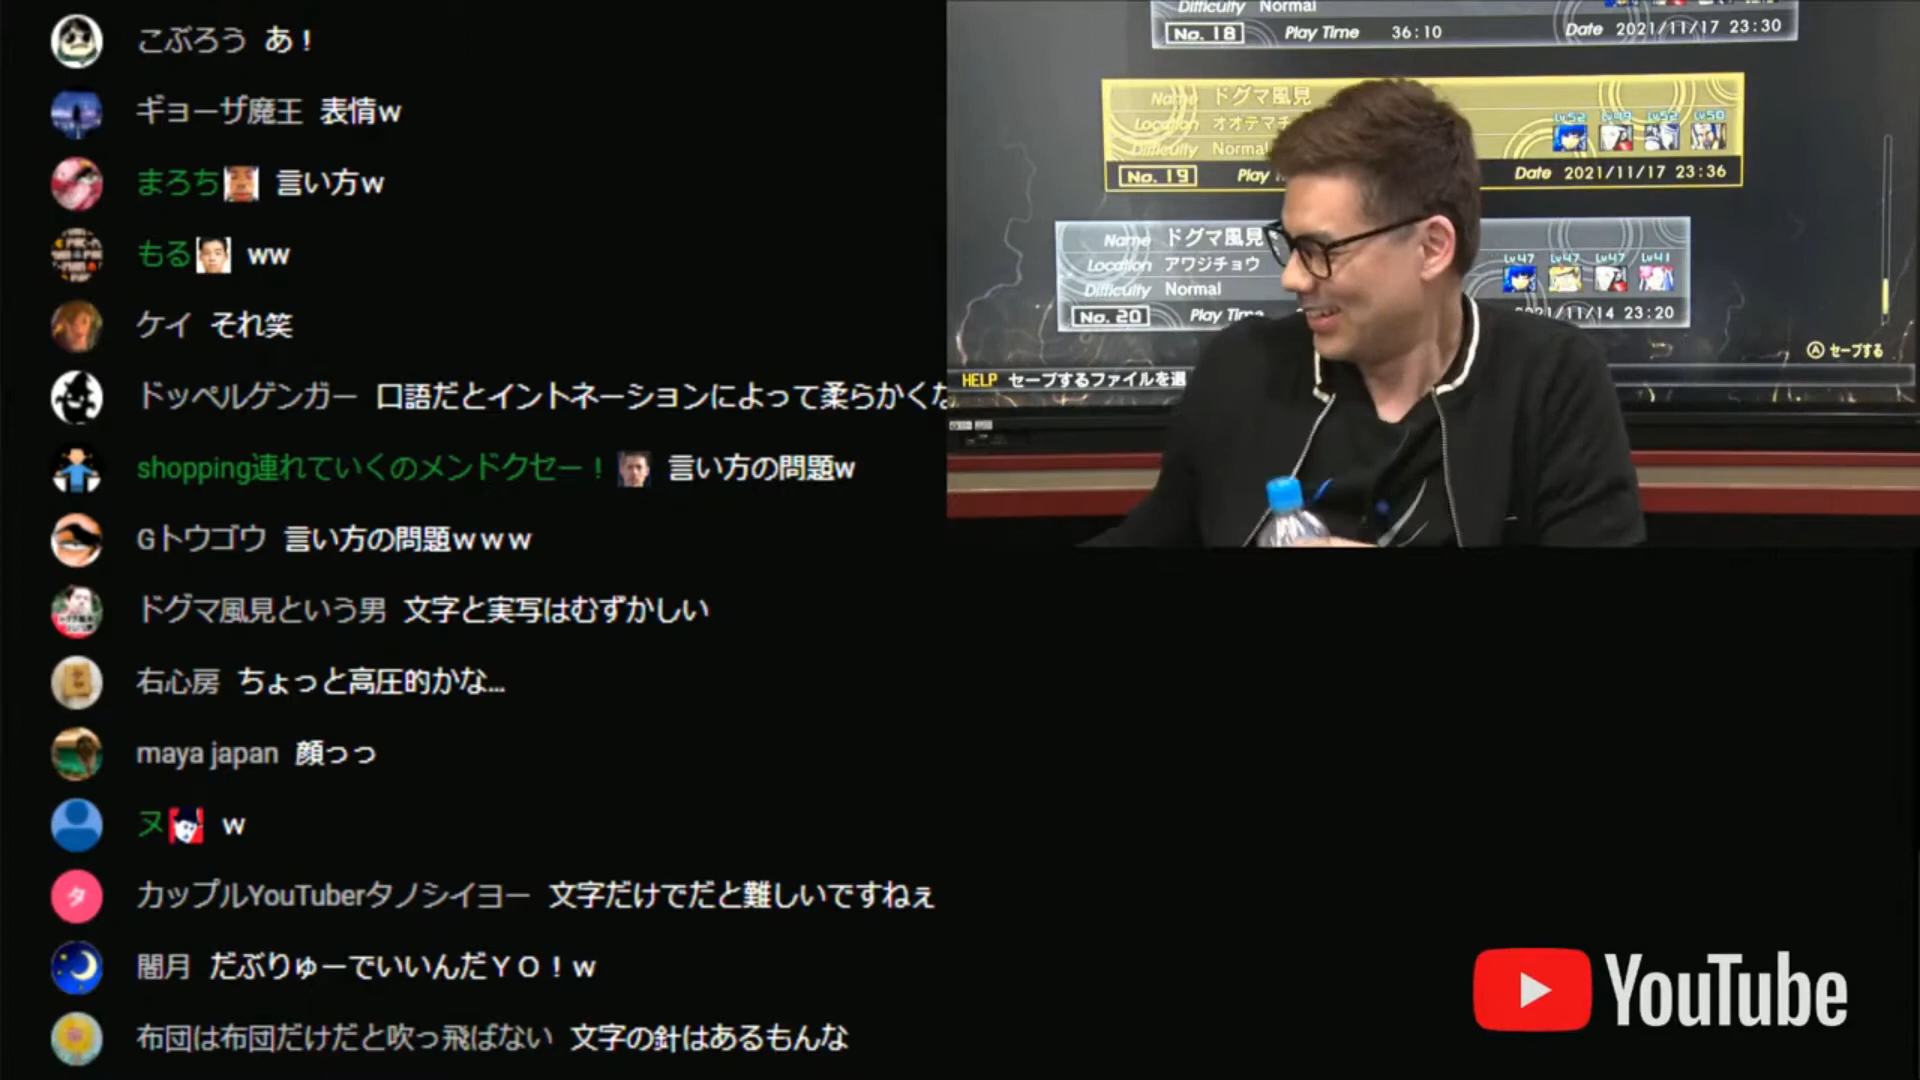 こぶろう あ！
ギョーザ魔王 表情w
まろち 言い方w
もる ww
ケイ それ笑
ドッペルゲンガー 口語だとイントネーションによって柔らかくな
shopping連れていくのメンドクセー！ 言い方の問題w
Gトウゴウ 言い方の問題ｗｗｗ
ドグマ風見という男 文字と実写はむずかしい
右心房 ちょっと高圧的かな...
maya japan 顔っっ
ヌ w
タ カップルYouTuberタノシイヨー 文字だけでだと難しいですねぇ
闇月 だぶりゅーでいいんだＹＯ！w
布団は布団だけだと吹っ飛ばない 文字の針はあるもんな
Difficulty Normal
No. 18 Play Time 36:10 Date 2021/11/17 23:30
Name ドグマ風見
Location オオテマチ
Lv52 Lv49 Lv52 Lv50
Difficulty Normal
No. 19 Play Date 2021/11/17 23:36
Name ドグマ風見
Location アワジチョウ
Lv47 Lv47 Lv47 Lv41
Difficulty Normal
No. 20 Play Time 2021/11/14 23:20
Ⓐ セーブする
HELP セーブするファイルを選
YouTube